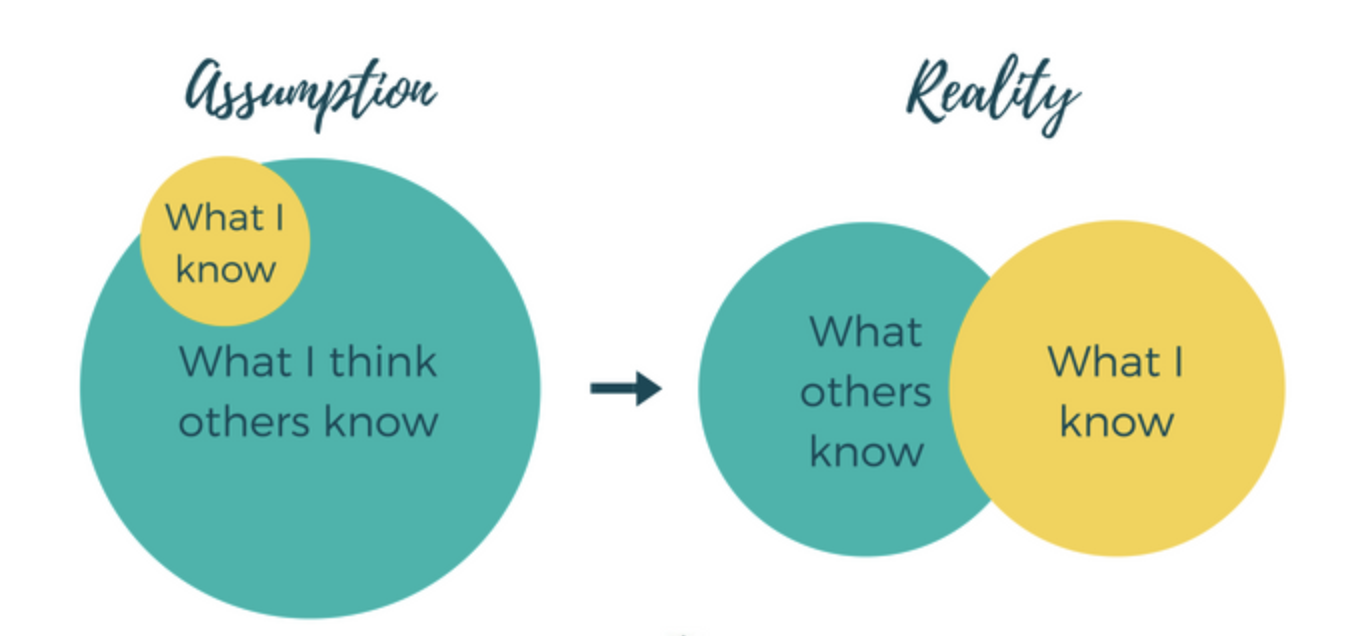 Assumption
What I
know
What I think
others know
Reality
What
others
know
What I
know